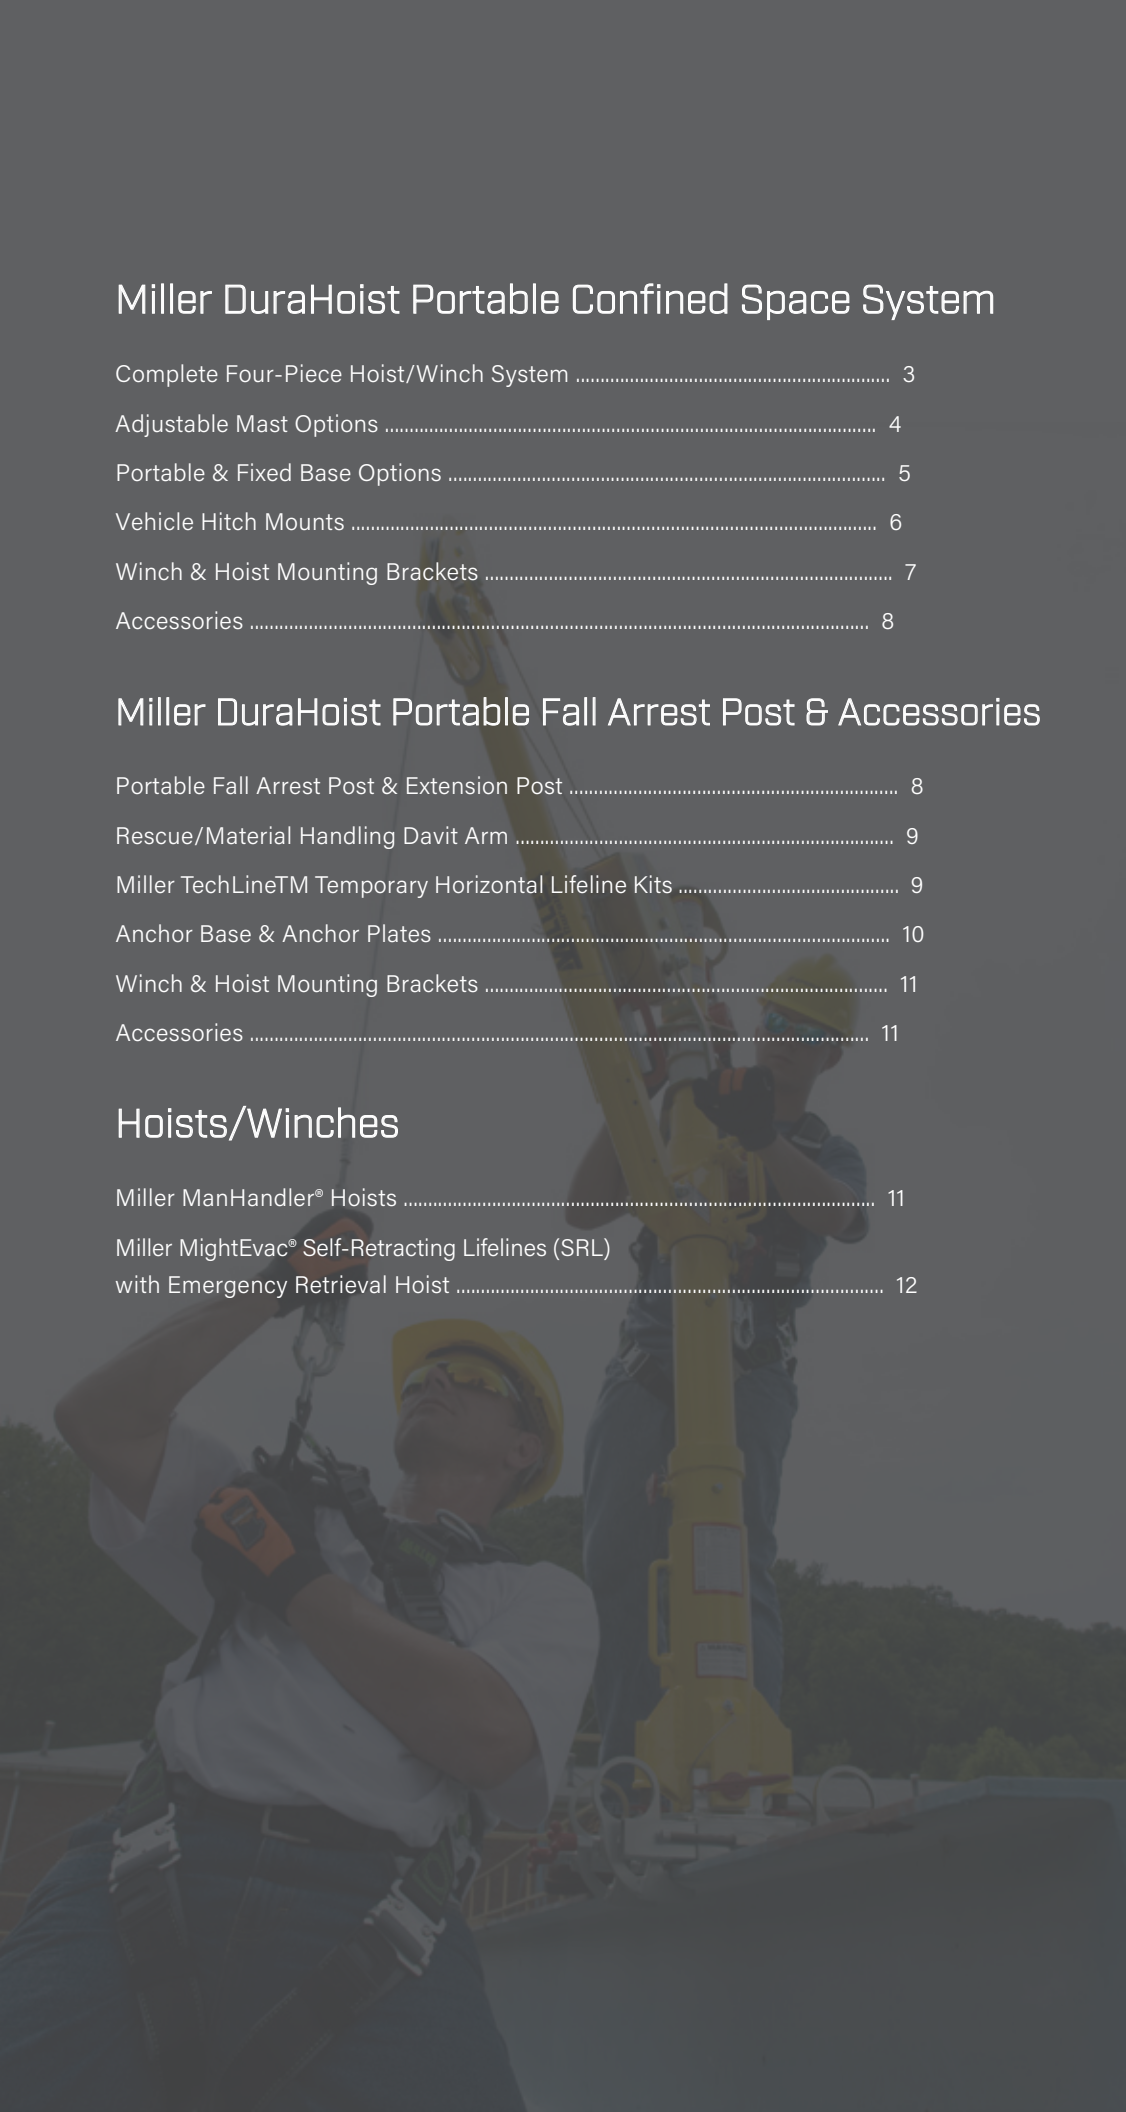 Miller DuraHoist Portable Confined Space System
Complete Four-Piece Hoist/Winch System ................................................................ 3
Adjustable Mast Options .................................................................................................... 4
Portable & Fixed Base Options ......................................................................................... 5
Vehicle Hitch Mounts ........................................................................................................... 6
Winch & Hoist Mounting Brackets ................................................................................... 7
Accessories .............................................................................................................................. 8
Miller DuraHoist Portable Fall Arrest Post & Accessories
Portable Fall Arrest Post & Extension Post ................................................................... 8
Rescue/Material Handling Davit Arm ............................................................................. 9
Miller TechLineTM Temporary Horizontal Lifeline Kits ............................................. 9
Anchor Base & Anchor Plates ............................................................................................ 10
Winch & Hoist Mounting Brackets .................................................................................. 11
Accessories .............................................................................................................................. 11
Hoists/Winches
Miller ManHandler® Hoists ................................................................................................ 11
Miller MightEvac® Self-Retracting Lifelines (SRL)
with Emergency Retrieval Hoist ....................................................................................... 12